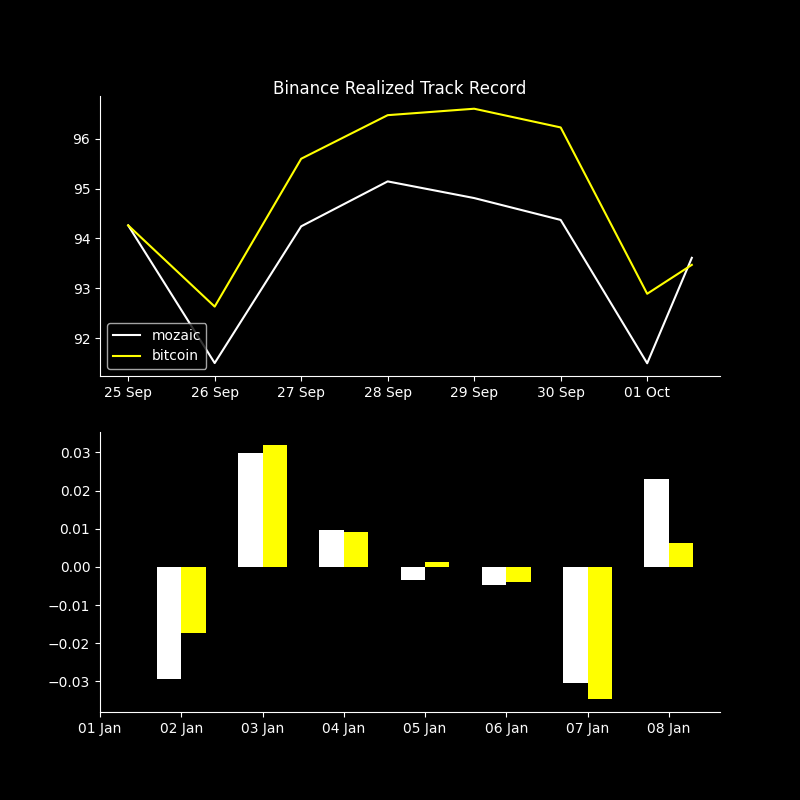 Binance Realized Track Record
96
95
94
93
92
mozaic
bitcoin
25 Sep 26 Sep 27 Sep 28 Sep 29 Sep 30 Sep 01 Oct
0.03
0.02
0.01
0.00
−0.01
−0.02
−0.03
01 Jan 02 Jan 03 Jan 04 Jan 05 Jan 06 Jan 07 Jan 08 Jan